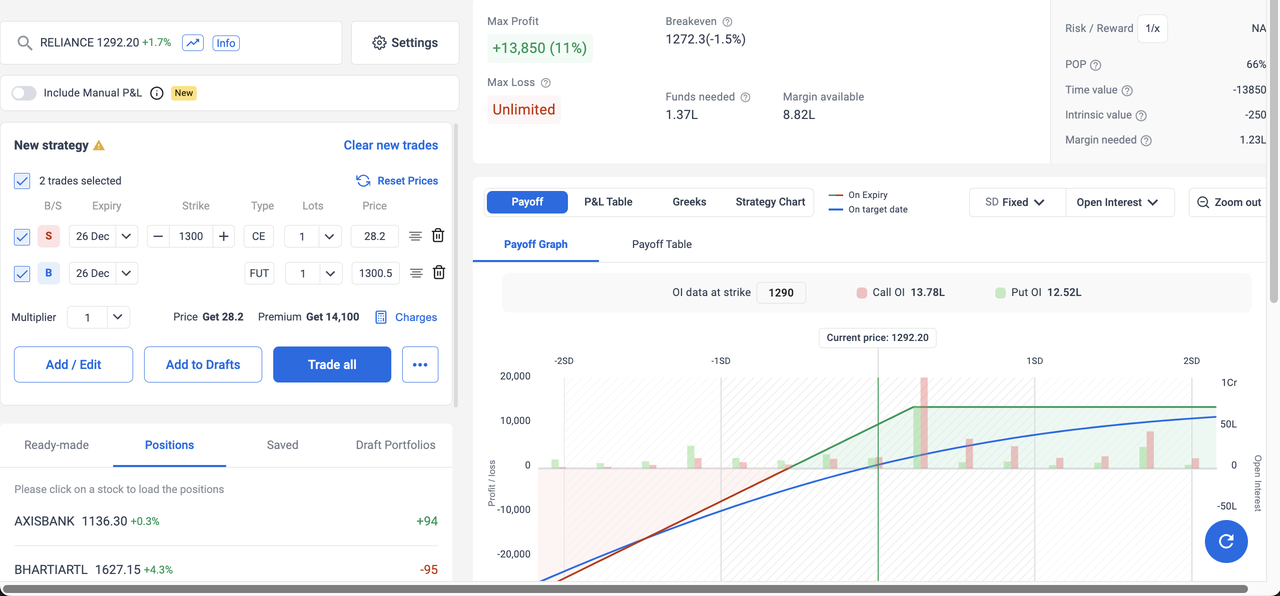 RELIANCE 1292.20 +1.7% Info
Settings
Include Manual P&L New
New strategy
Clear new trades
2 trades selected
Reset Prices
B/S Expiry Strike Type Lots Price
S 26 Dec 1300 CE 1 28.2
B 26 Dec FUT 1 1300.5
Multiplier 1 Price Get 28.2 Premium Get 14,100 Charges
Add / Edit Add to Drafts Trade all
Ready-made Positions Saved Draft Portfolios
Please click on a stock to load the positions
AXISBANK 1136.30 +0.3% +94
BHARTIARTL 1627.15 +4.3% -95
Max Profit
+13,850 (11%)
Max Loss
Unlimited
Breakeven
1272.3(-1.5%)
Funds needed
1.37L
Margin available
8.82L
Risk / Reward 1/x NA
POP 66%
Time value -13850
Intrinsic value -250
Margin needed 1.23L
Payoff P&L Table Greeks Strategy Chart
On Expiry
On target date
SD Fixed Open Interest Zoom out
Payoff Graph Payoff Table
OI data at strike 1290 Call OI 13.78L Put OI 12.52L
Current price: 1292.20
-2SD -1SD 1SD 2SD
20,000
10,000
0
-10,000
-20,000
Profit / loss
1Cr
50L
0
-50L
Open Interest